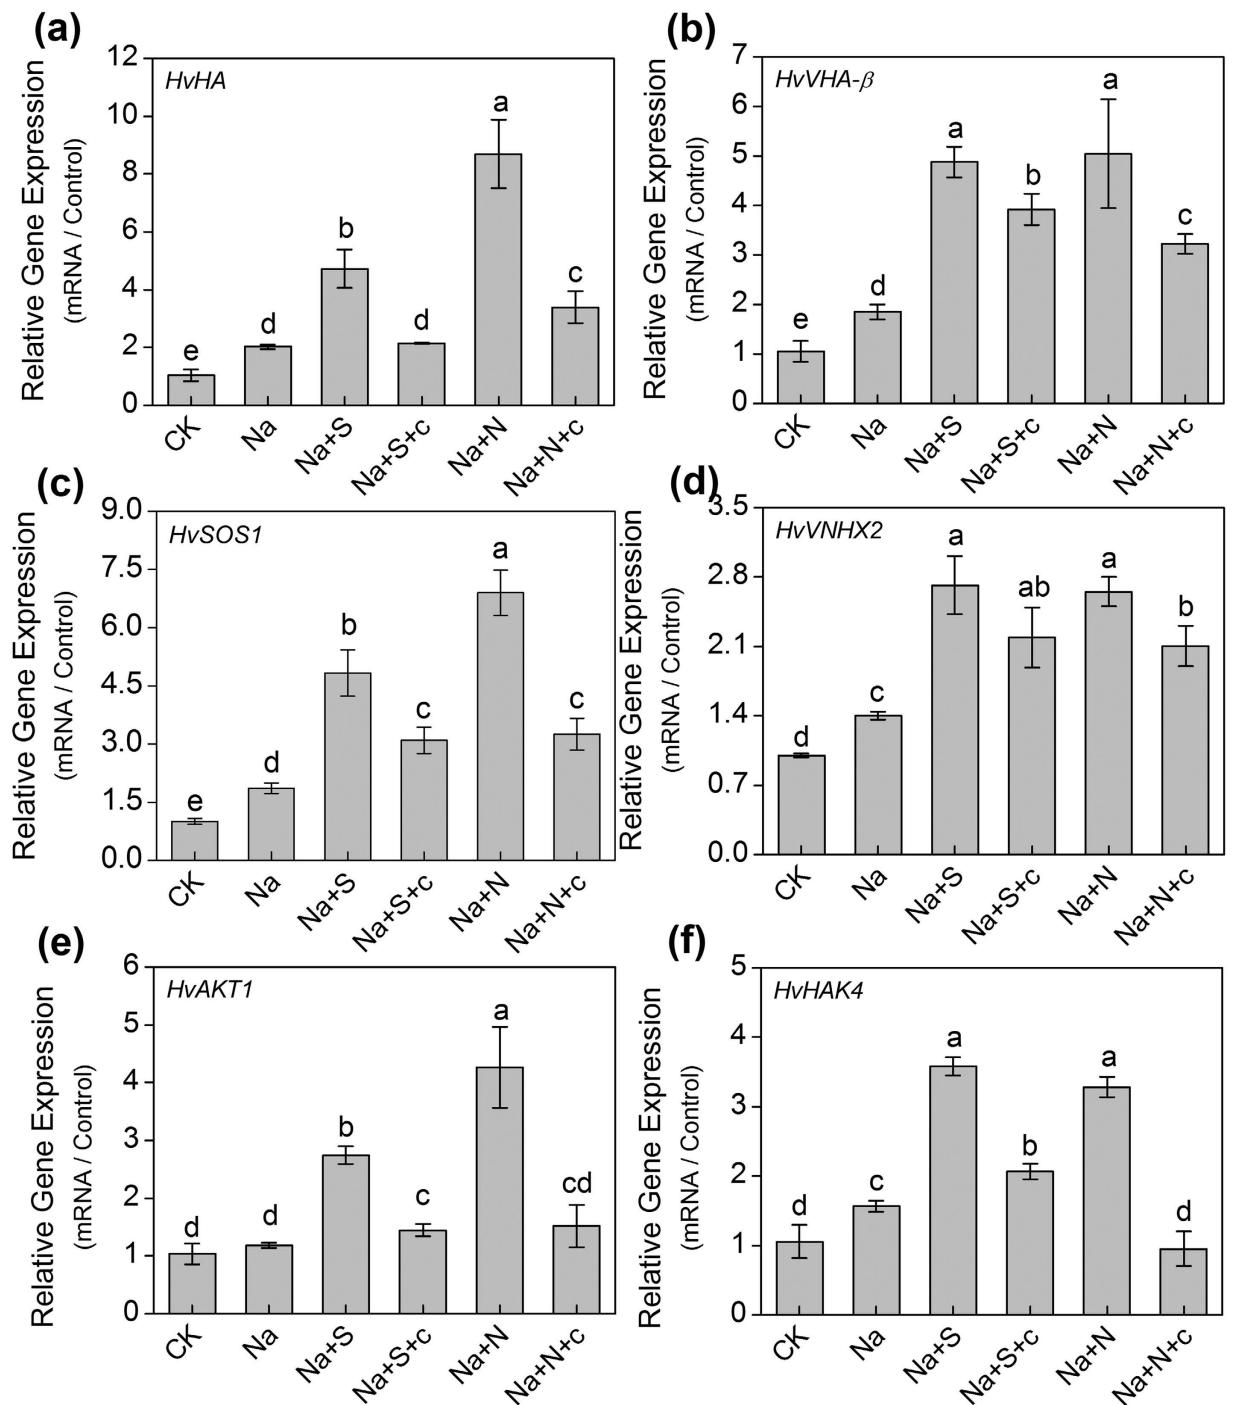 (a)
Relative Gene Expression
(mRNA / Control)
12
10
8
6
4
2
0
HvHA
e
d
b
d
a
c
CK
Na
Na+S
Na+S+c
Na+N
Na+N+c
(b)
Relative Gene Expression
(mRNA / Control)
7
6
5
4
3
2
1
0
HvVHA-β
e
d
a
b
a
c
CK
Na
Na+S
Na+S+c
Na+N
Na+N+c
(c)
Relative Gene Expression
(mRNA / Control)
9.0
7.5
6.0
4.5
3.0
1.5
0.0
HvSOS1
e
d
b
c
a
c
CK
Na
Na+S
Na+S+c
Na+N
Na+N+c
(d)
Relative Gene Expression
(mRNA / Control)
3.5
2.8
2.1
1.4
0.7
0.0
HvVNHX2
d
c
a
ab
a
b
CK
Na
Na+S
Na+S+c
Na+N
Na+N+c
(e)
Relative Gene Expression
(mRNA / Control)
6
5
4
3
2
1
0
HvAKT1
d
d
b
c
a
cd
CK
Na
Na+S
Na+S+c
Na+N
Na+N+c
(f)
Relative Gene Expression
(mRNA / Control)
5
4
3
2
1
0
HvHAK4
d
c
a
b
a
d
CK
Na
Na+S
Na+S+c
Na+N
Na+N+c